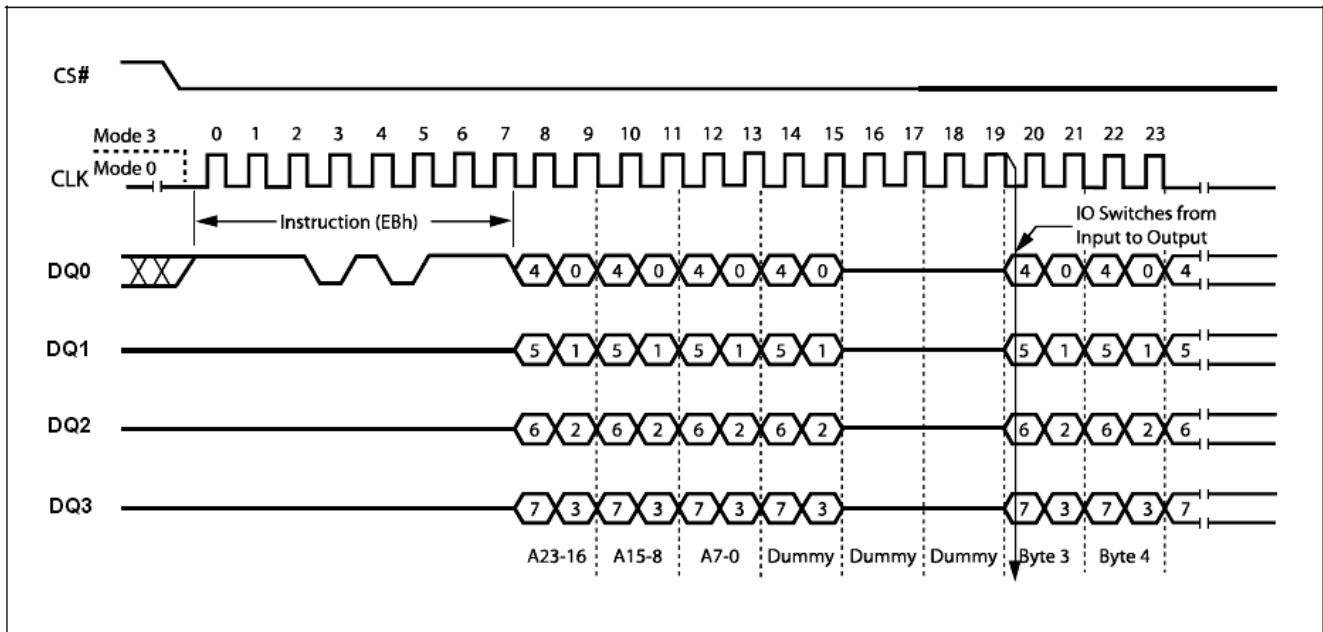 CS#
Mode 3
Mode 0
CLK
0 1 2 3 4 5 6 7 8 9 10 11 12 13 14 15 16 17 18 19 20 21 22 23
Instruction (EBh)
IO Switches from
Input to Output
DQ0
4 0 4 0 4 0 4 0 4 0 4 0 4
DQ1
5 1 5 1 5 1 5 1 5 1 5 1 5
DQ2
6 2 6 2 6 2 6 2 6 2 6 2 6
DQ3
7 3 7 3 7 3 7 3 7 3 7 3 7
A23-16 A15-8 A7-0 Dummy Dummy Dummy Byte 3 Byte 4